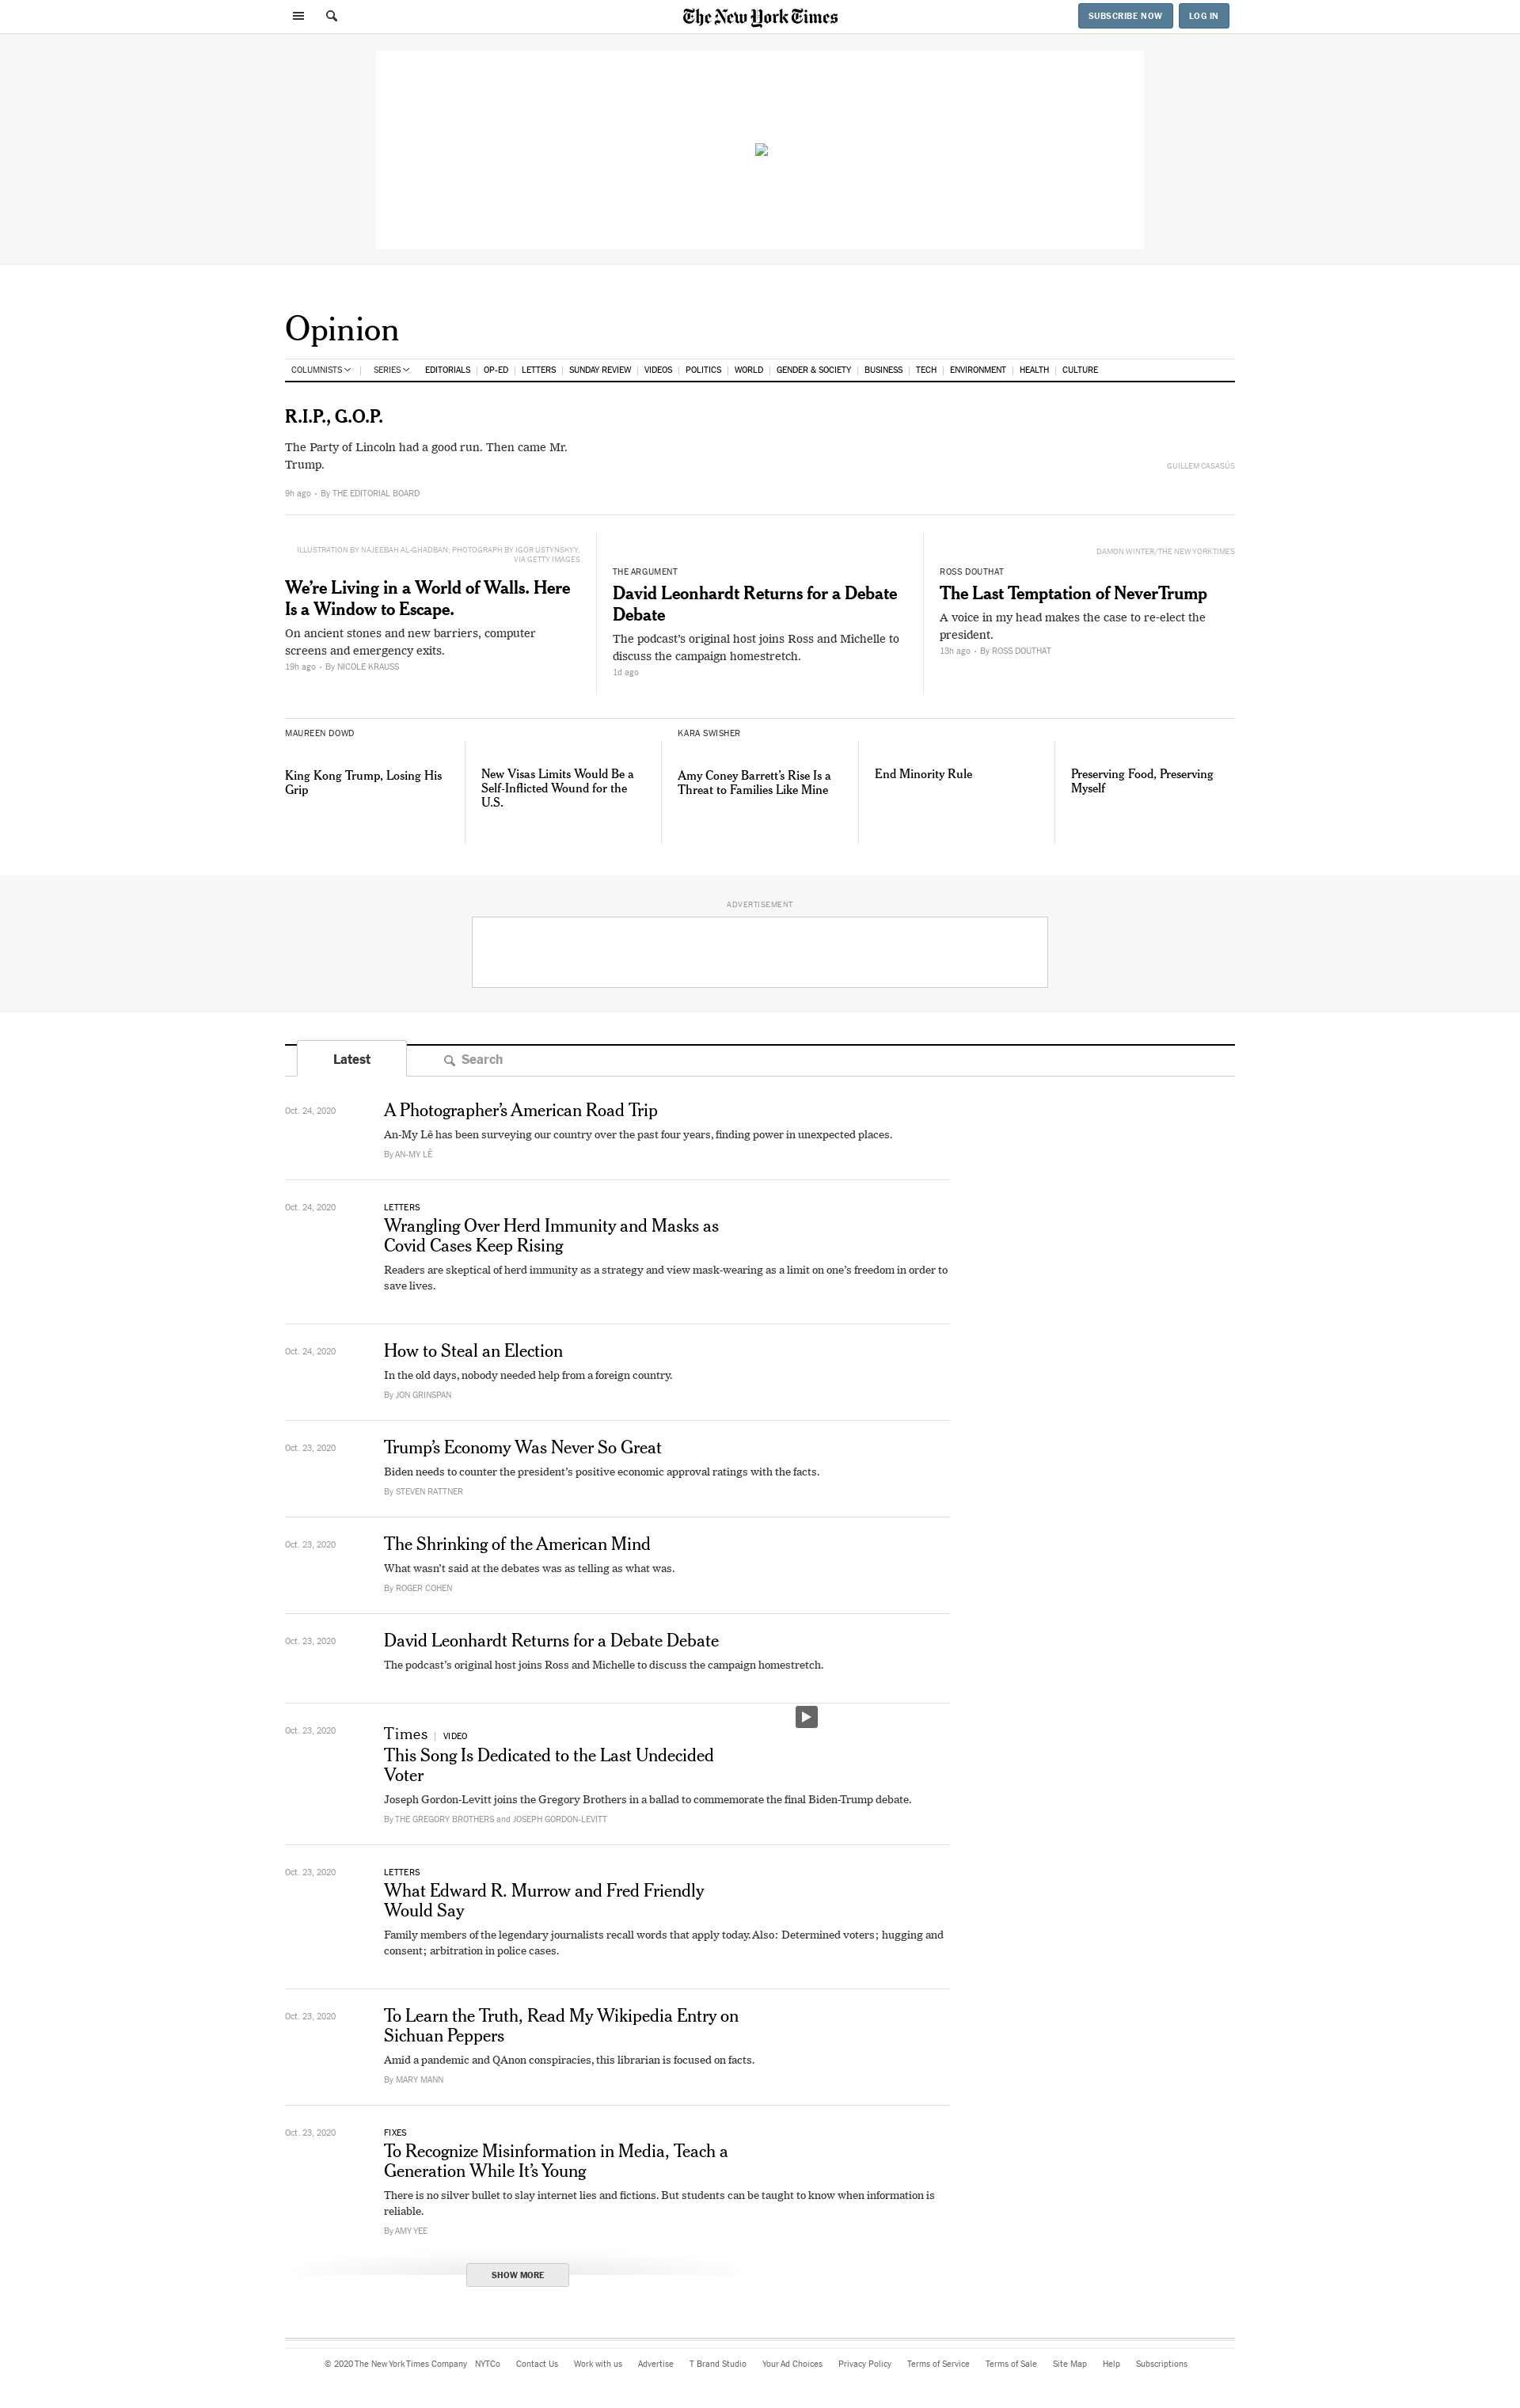 The New York Times
SUBSCRIBE NOW
LOG IN
Opinion
COLUMNISTS
SERIES
EDITORIALS
OP-ED
LETTERS
SUNDAY REVIEW
VIDEOS
POLITICS
WORLD
GENDER & SOCIETY
BUSINESS
TECH
ENVIRONMENT
HEALTH
CULTURE
R.I.P., G.O.P.
The Party of Lincoln had a good run. Then came Mr.
Trump.
GUILLEM CASASÚS
9h ago • By THE EDITORIAL BOARD
ILLUSTRATION BY NAJEEBAH AL-GHADBAN; PHOTOGRAPH BY IGOR USTYNSKYY,
VIA GETTY IMAGES
We’re Living in a World of Walls. Here
Is a Window to Escape.
On ancient stones and new barriers, computer
screens and emergency exits.
19h ago • By NICOLE KRAUSS
THE ARGUMENT
David Leonhardt Returns for a Debate
Debate
The podcast’s original host joins Ross and Michelle to
discuss the campaign homestretch.
1d ago
DAMON WINTER/THE NEW YORK TIMES
ROSS DOUTHAT
The Last Temptation of NeverTrump
A voice in my head makes the case to re-elect the
president.
13h ago • By ROSS DOUTHAT
MAUREEN DOWD
King Kong Trump, Losing His
Grip
New Visas Limits Would Be a
Self-Inflicted Wound for the
U.S.
KARA SWISHER
Amy Coney Barrett’s Rise Is a
Threat to Families Like Mine
End Minority Rule
Preserving Food, Preserving
Myself
ADVERTISEMENT
Latest
Search
Oct. 24, 2020
A Photographer’s American Road Trip
An-My Lê has been surveying our country over the past four years, finding power in unexpected places.
By AN-MY LÊ
Oct. 24, 2020
LETTERS
Wrangling Over Herd Immunity and Masks as
Covid Cases Keep Rising
Readers are skeptical of herd immunity as a strategy and view mask-wearing as a limit on one’s freedom in order to
save lives.
Oct. 24, 2020
How to Steal an Election
In the old days, nobody needed help from a foreign country.
By JON GRINSPAN
Oct. 23, 2020
Trump’s Economy Was Never So Great
Biden needs to counter the president’s positive economic approval ratings with the facts.
By STEVEN RATTNER
Oct. 23, 2020
The Shrinking of the American Mind
What wasn’t said at the debates was as telling as what was.
By ROGER COHEN
Oct. 23, 2020
David Leonhardt Returns for a Debate Debate
The podcast’s original host joins Ross and Michelle to discuss the campaign homestretch.
Oct. 23, 2020
Times | VIDEO
This Song Is Dedicated to the Last Undecided
Voter
Joseph Gordon-Levitt joins the Gregory Brothers in a ballad to commemorate the final Biden-Trump debate.
By THE GREGORY BROTHERS and JOSEPH GORDON-LEVITT
Oct. 23, 2020
LETTERS
What Edward R. Murrow and Fred Friendly
Would Say
Family members of the legendary journalists recall words that apply today. Also: Determined voters; hugging and
consent; arbitration in police cases.
Oct. 23, 2020
To Learn the Truth, Read My Wikipedia Entry on
Sichuan Peppers
Amid a pandemic and QAnon conspiracies, this librarian is focused on facts.
By MARY MANN
Oct. 23, 2020
FIXES
To Recognize Misinformation in Media, Teach a
Generation While It’s Young
There is no silver bullet to slay internet lies and fictions. But students can be taught to know when information is
reliable.
By AMY YEE
SHOW MORE
© 2020 The New York Times Company
NYTCo
Contact Us
Work with us
Advertise
T Brand Studio
Your Ad Choices
Privacy Policy
Terms of Service
Terms of Sale
Site Map
Help
Subscriptions